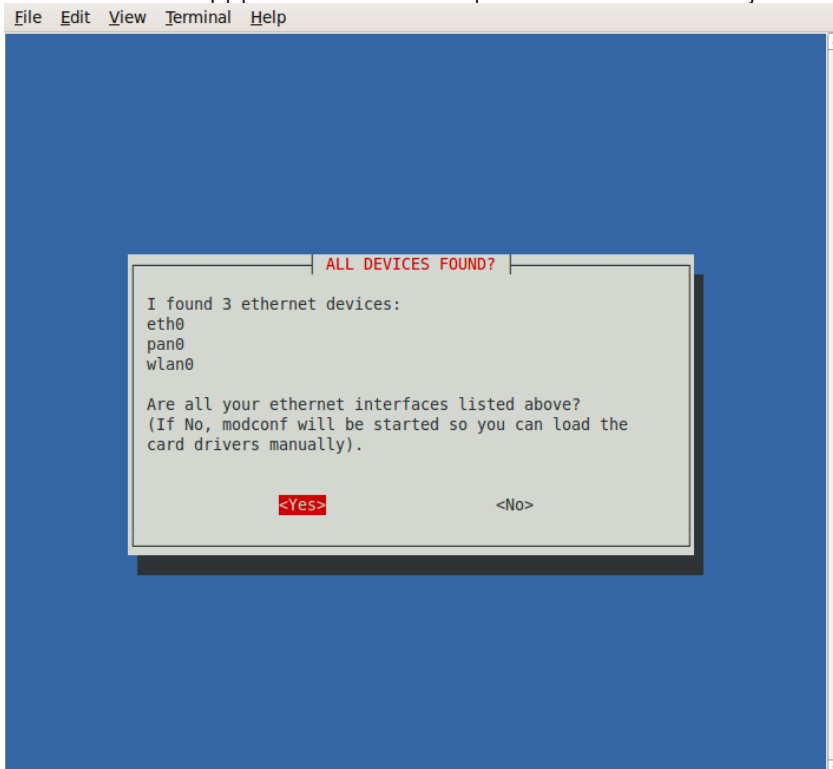 File Edit View Terminal Help
ALL DEVICES FOUND?
I found 3 ethernet devices:
eth0
pan0
wlan0
Are all your ethernet interfaces listed above?
(If No, modconf will be started so you can load the
card drivers manually).
<Yes> <No>